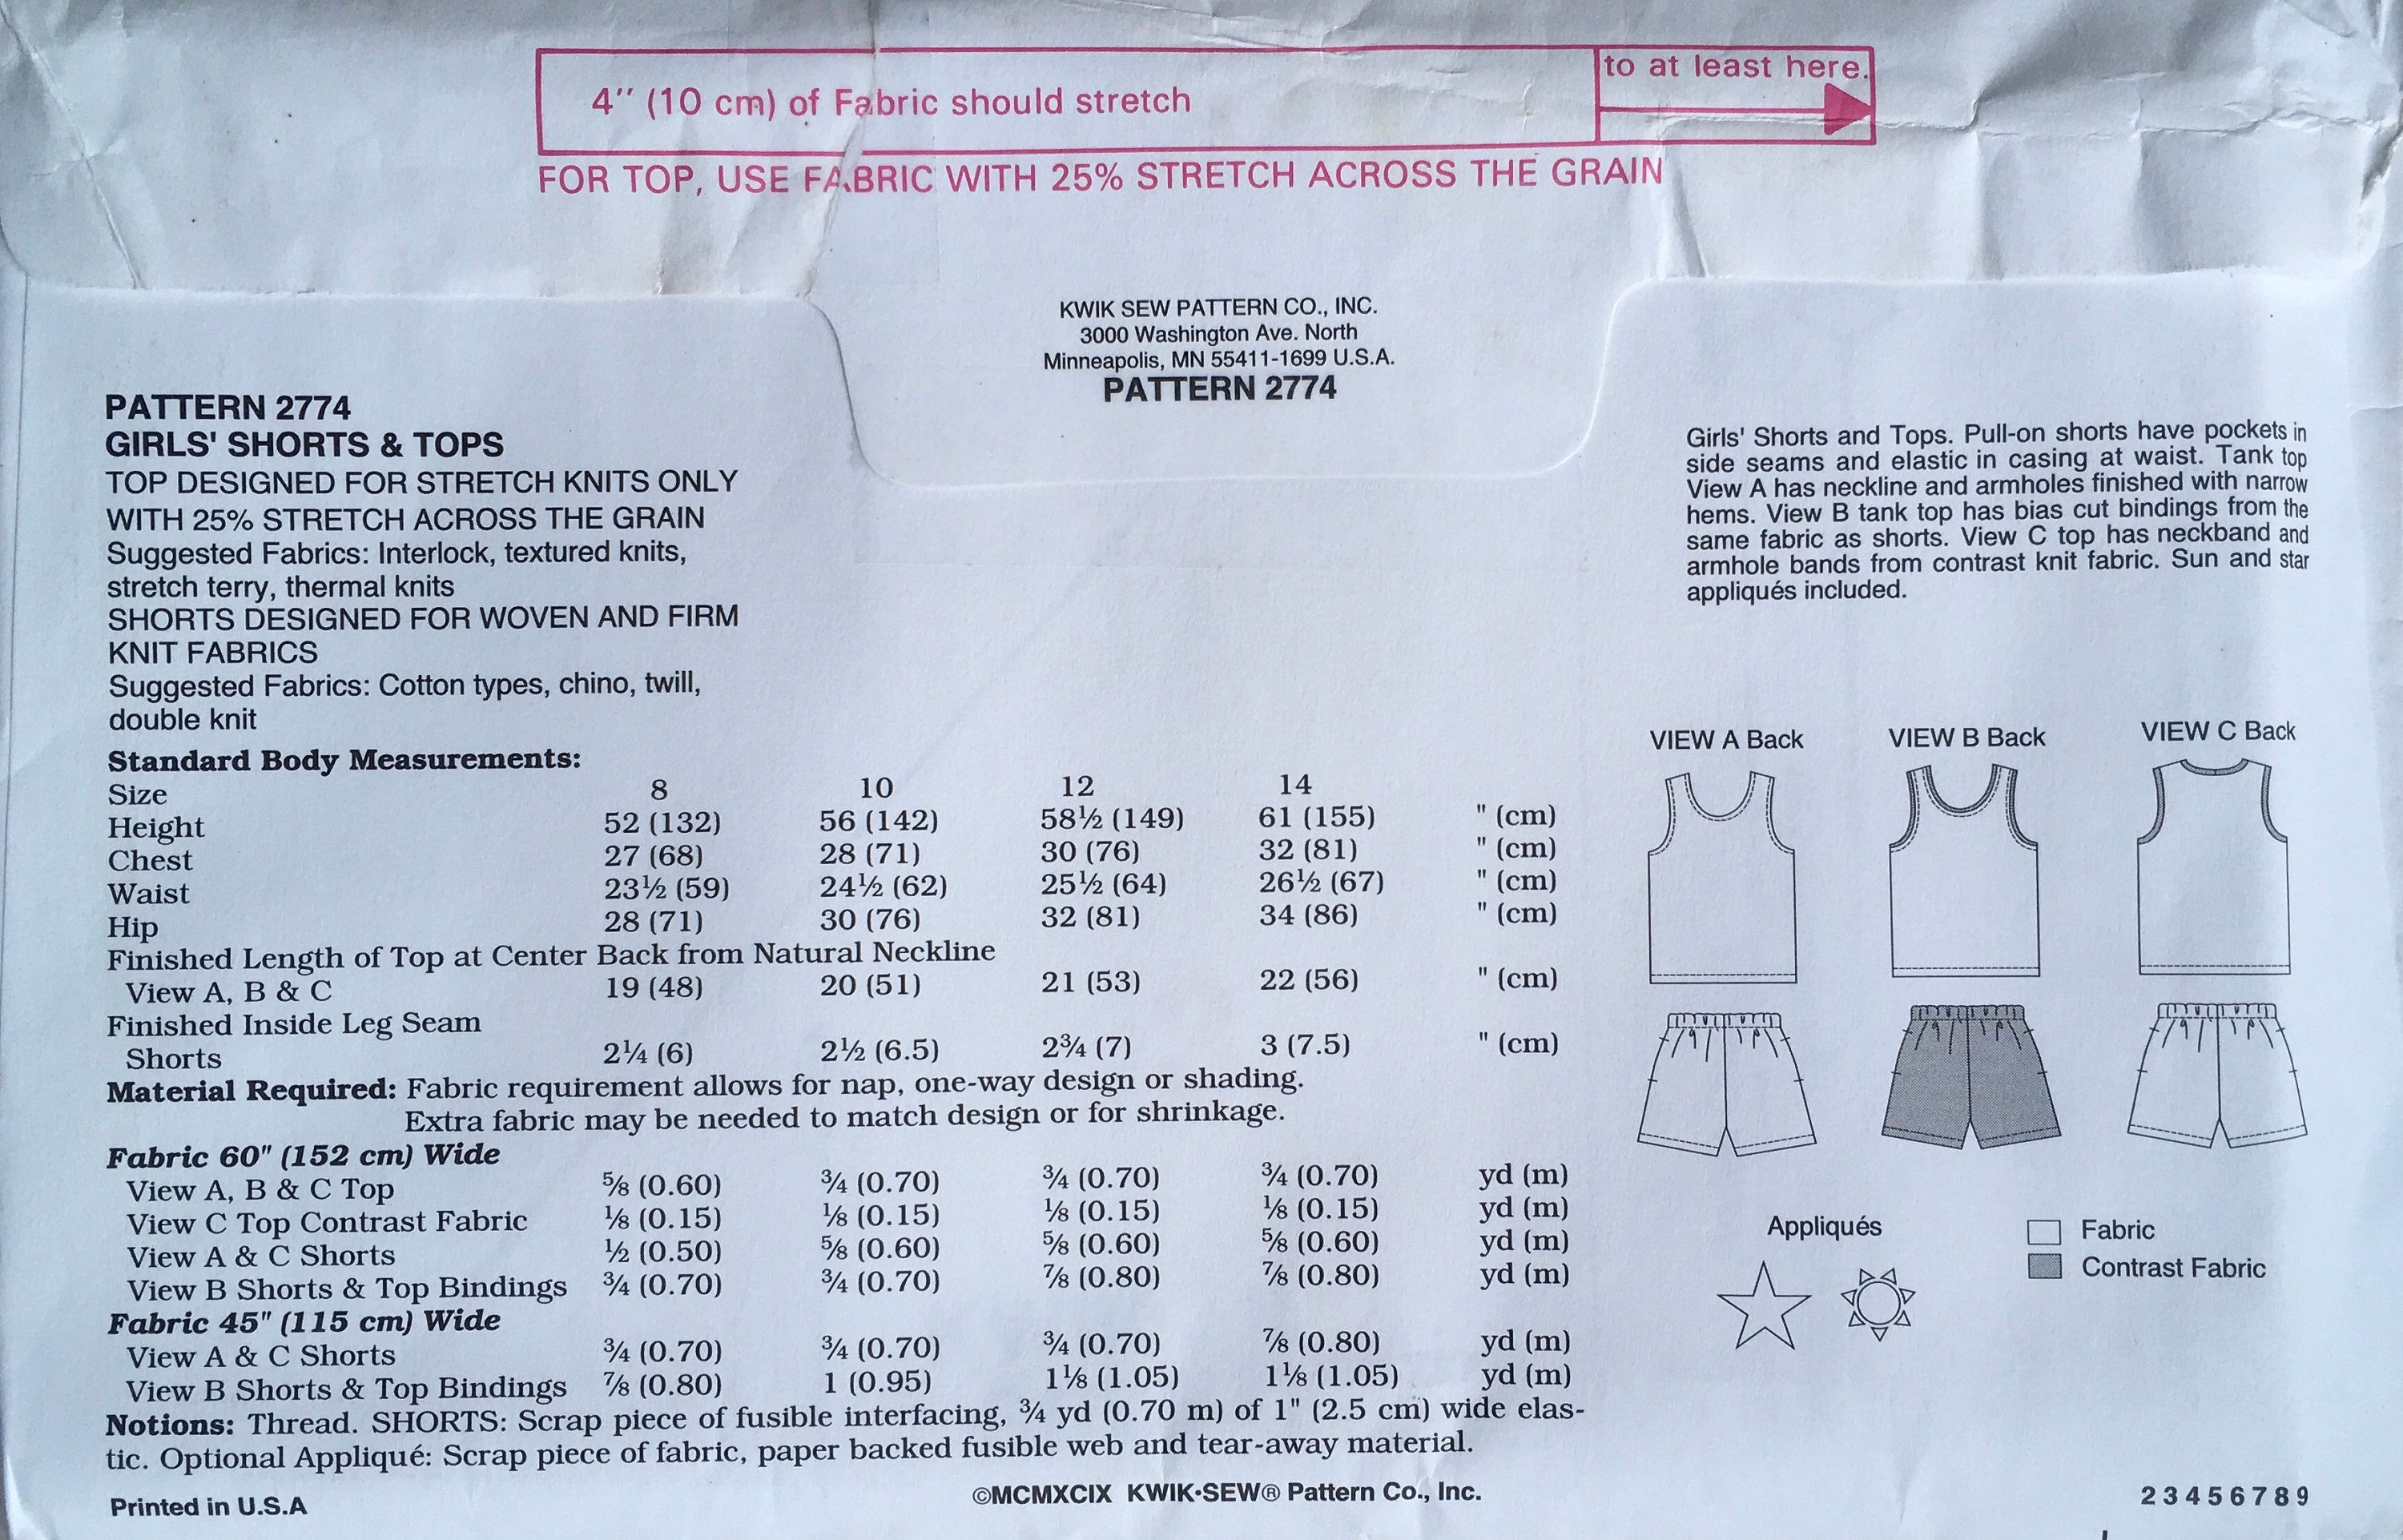 4'' (10 cm) of Fabric should stretch
to at least here.
FOR TOP, USE FABRIC WITH 25% STRETCH ACROSS THE GRAIN
KWIK SEW PATTERN CO., INC.
3000 Washington Ave. North
Minneapolis, MN 55411-1699 U.S.A.
PATTERN 2774
PATTERN 2774
GIRLS' SHORTS & TOPS
TOP DESIGNED FOR STRETCH KNITS ONLY
WITH 25% STRETCH ACROSS THE GRAIN
Suggested Fabrics: Interlock, textured knits,
stretch terry, thermal knits
SHORTS DESIGNED FOR WOVEN AND FIRM
KNIT FABRICS
Suggested Fabrics: Cotton types, chino, twill,
double knit
Girls' Shorts and Tops. Pull-on shorts have pockets in
side seams and elastic in casing at waist. Tank top
View A has neckline and armholes finished with narrow
hems. View B tank top has bias cut bindings from the
same fabric as shorts. View C top has neckband and
armhole bands from contrast knit fabric. Sun and star
appliqués included.
Standard Body Measurements:
Size 8 10 12 14
Height 52 (132) 56 (142) 58½ (149) 61 (155) " (cm)
Chest 27 (68) 28 (71) 30 (76) 32 (81) " (cm)
Waist 23½ (59) 24½ (62) 25½ (64) 26½ (67) " (cm)
Hip 28 (71) 30 (76) 32 (81) 34 (86) " (cm)
Finished Length of Top at Center Back from Natural Neckline
View A, B & C 19 (48) 20 (51) 21 (53) 22 (56) " (cm)
Finished Inside Leg Seam
Shorts 2¼ (6) 2½ (6.5) 2¾ (7) 3 (7.5) " (cm)
Material Required: Fabric requirement allows for nap, one-way design or shading.
Extra fabric may be needed to match design or for shrinkage.
Fabric 60" (152 cm) Wide
View A, B & C Top ⅝ (0.60) ¾ (0.70) ¾ (0.70) ¾ (0.70) yd (m)
View C Top Contrast Fabric ⅛ (0.15) ⅛ (0.15) ⅛ (0.15) ⅛ (0.15) yd (m)
View A & C Shorts ½ (0.50) ⅝ (0.60) ⅝ (0.60) ⅝ (0.60) yd (m)
View B Shorts & Top Bindings ¾ (0.70) ¾ (0.70) ⅞ (0.80) ⅞ (0.80) yd (m)
Fabric 45" (115 cm) Wide
View A & C Shorts ¾ (0.70) ¾ (0.70) ¾ (0.70) ⅞ (0.80) yd (m)
View B Shorts & Top Bindings ⅞ (0.80) 1 (0.95) 1⅛ (1.05) 1⅛ (1.05) yd (m)
Notions: Thread. SHORTS: Scrap piece of fusible interfacing, ¾ yd (0.70 m) of 1" (2.5 cm) wide elas-
tic. Optional Appliqué: Scrap piece of fabric, paper backed fusible web and tear-away material.
VIEW A Back
VIEW B Back
VIEW C Back
Appliqués
Fabric
Contrast Fabric
Printed in U.S.A
©MCMXCIX KWIK•SEW® Pattern Co., Inc.
2 3 4 5 6 7 8 9